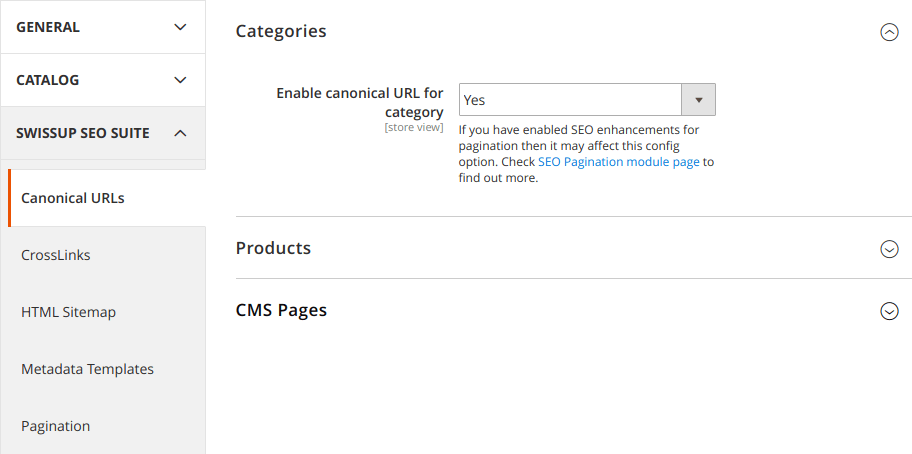 GENERAL
CATALOG
SWISSUP SEO SUITE
Canonical URLs
CrossLinks
HTML Sitemap
Metadata Templates
Pagination
Categories
Enable canonical URL for
category
[store view]
Yes
If you have enabled SEO enhancements for
pagination then it may affect this config
option. Check SEO Pagination module page to
find out more.
Products
CMS Pages